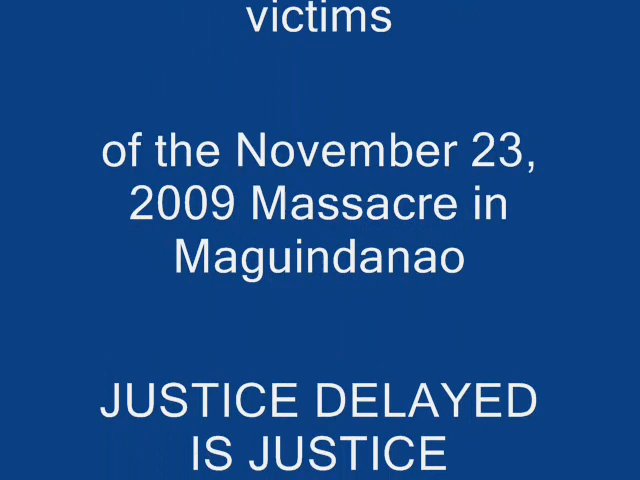 victims
of the November 23,
2009 Massacre in
Maguindanao
JUSTICE DELAYED
IS JUSTICE